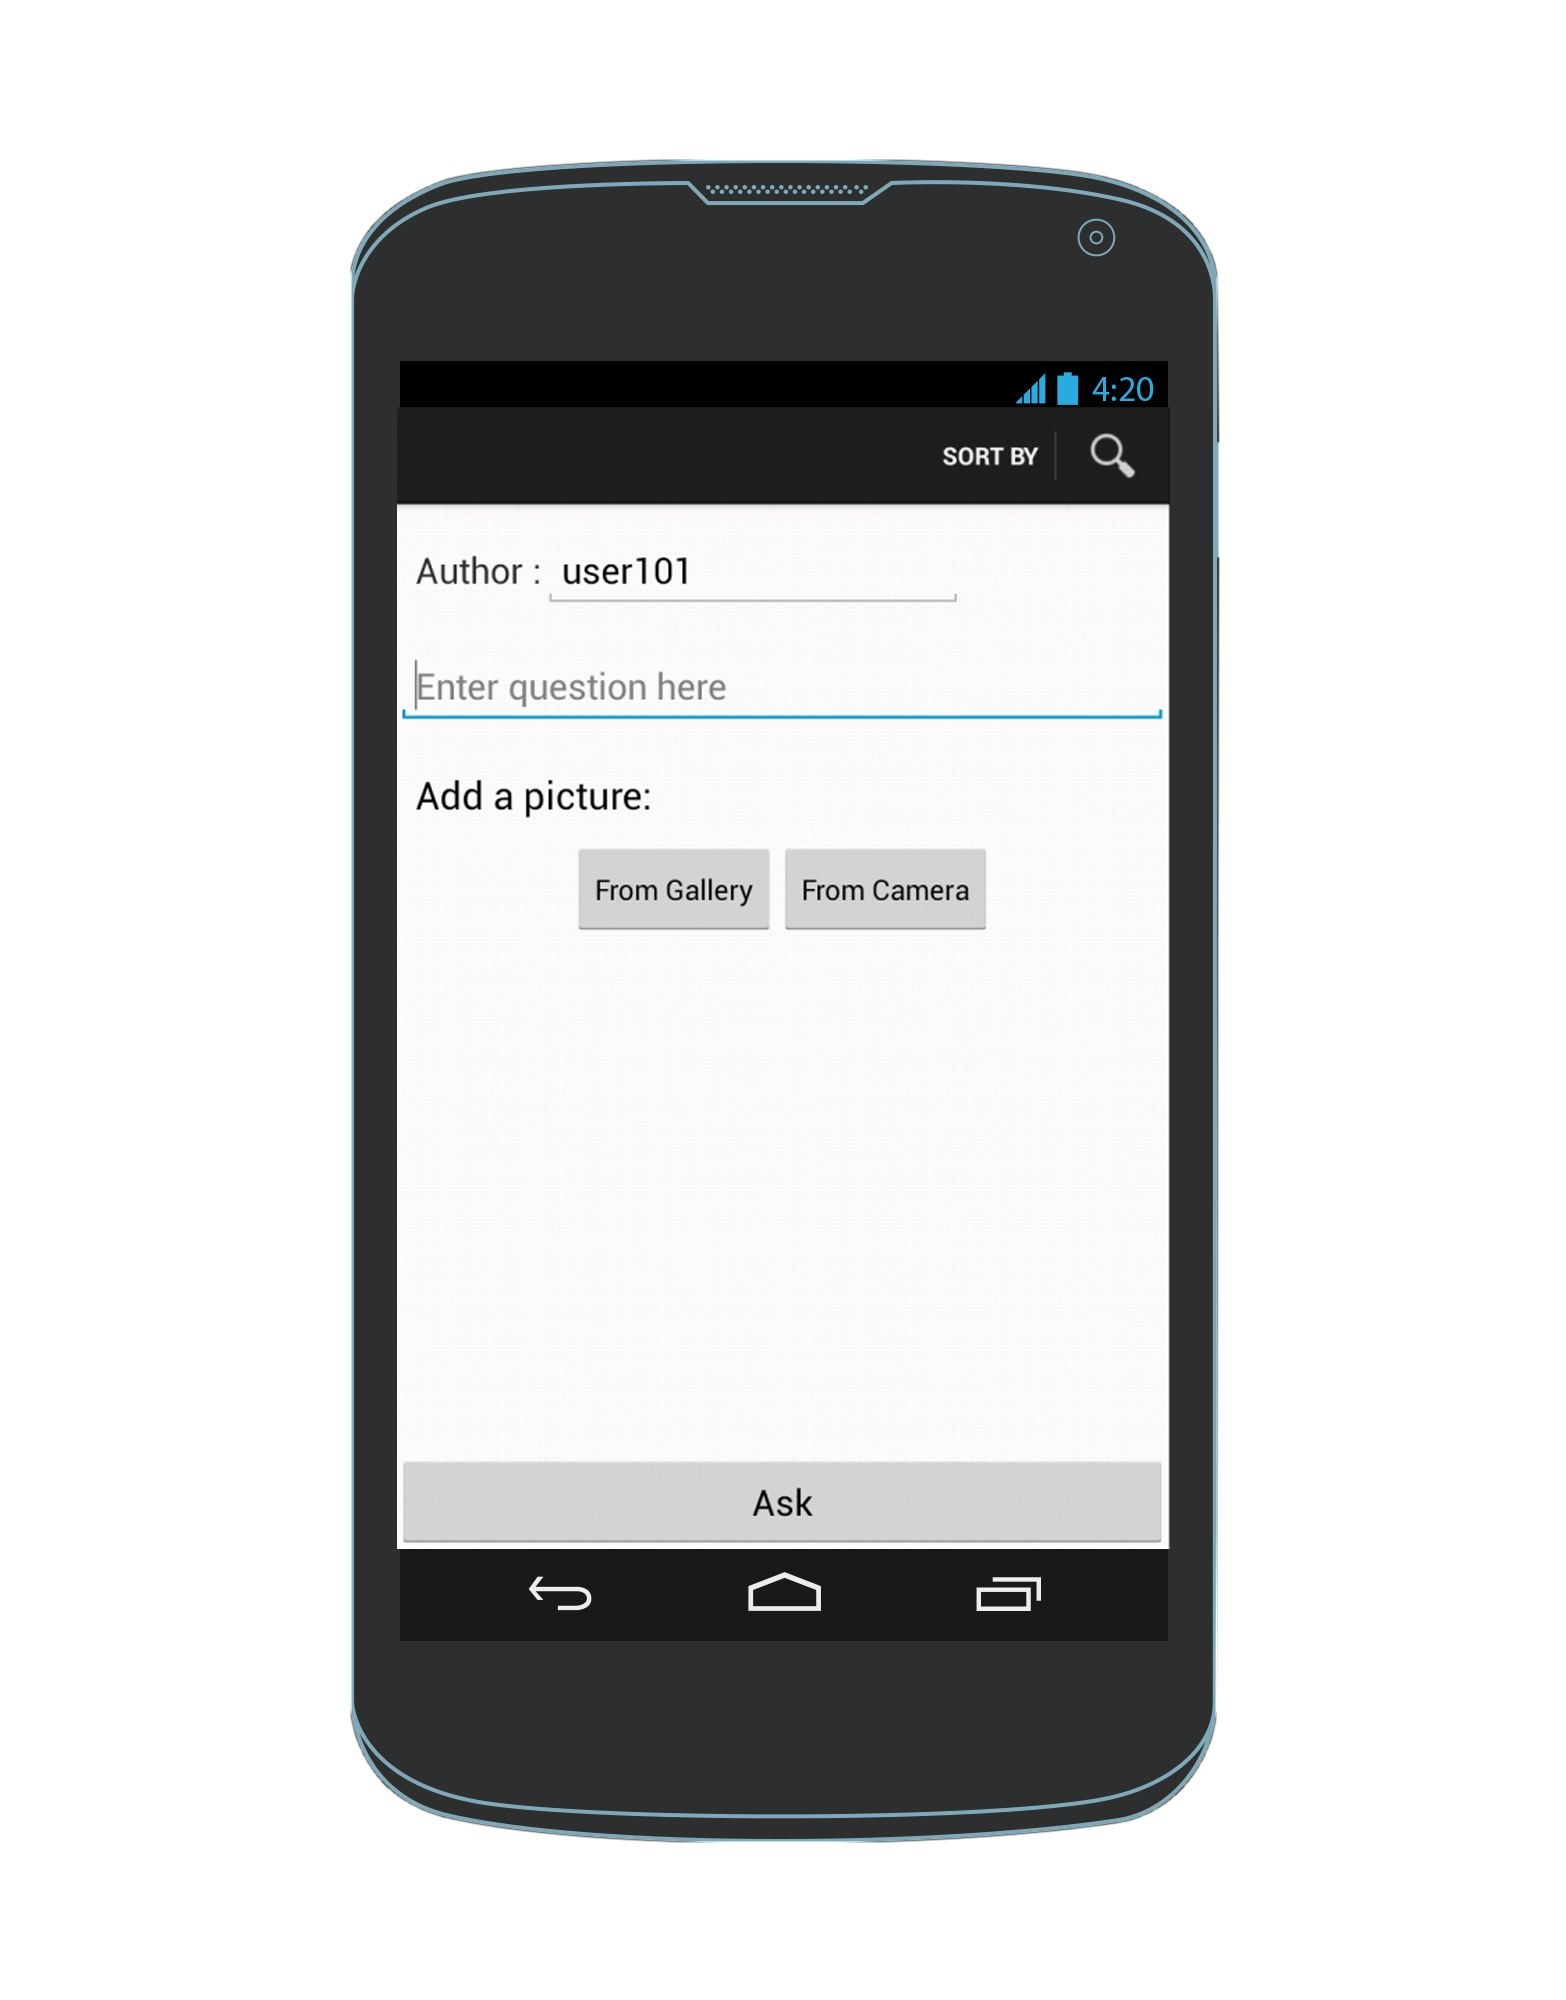 4:20
SORT BY
Author : user101
Enter question here
Add a picture:
From Gallery From Camera
Ask